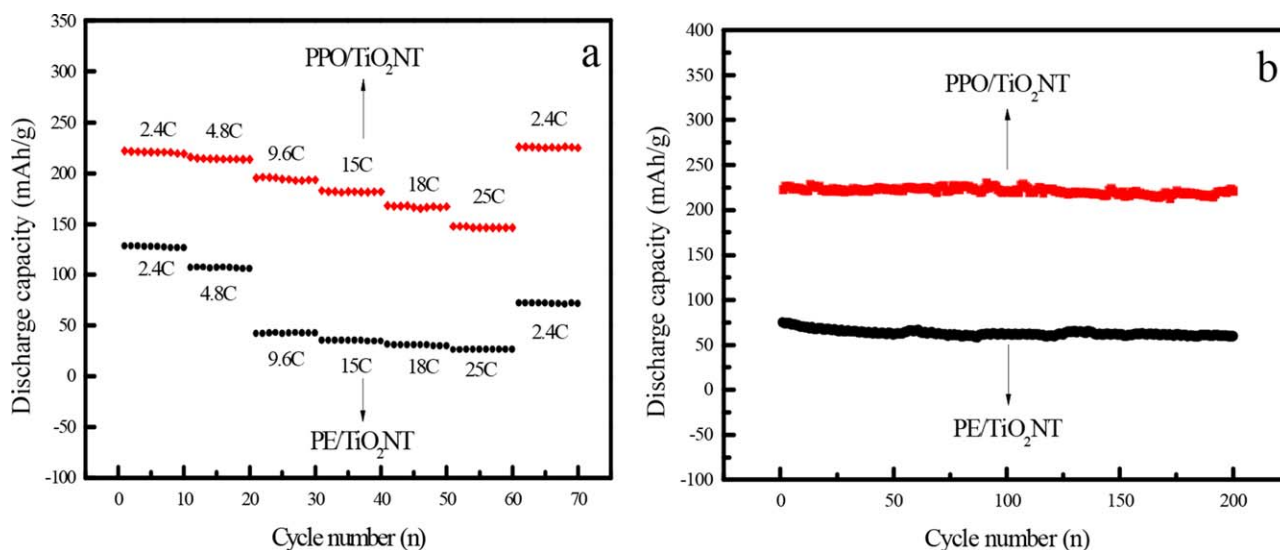 a
350
300
250
200
150
100
50
0
-50
-100
Discharge capacity (mAh/g)
PPO/TiO₂NT
2.4C
4.8C
9.6C
15C
18C
25C
2.4C
2.4C
4.8C
9.6C
15C
18C
25C
2.4C
PE/TiO₂NT
0 10 20 30 40 50 60 70
Cycle number (n)
b
400
350
300
250
200
150
100
50
0
-50
-100
Discharge capacity (mAh/g)
PPO/TiO₂NT
PE/TiO₂NT
0 50 100 150 200
Cycle number (n)